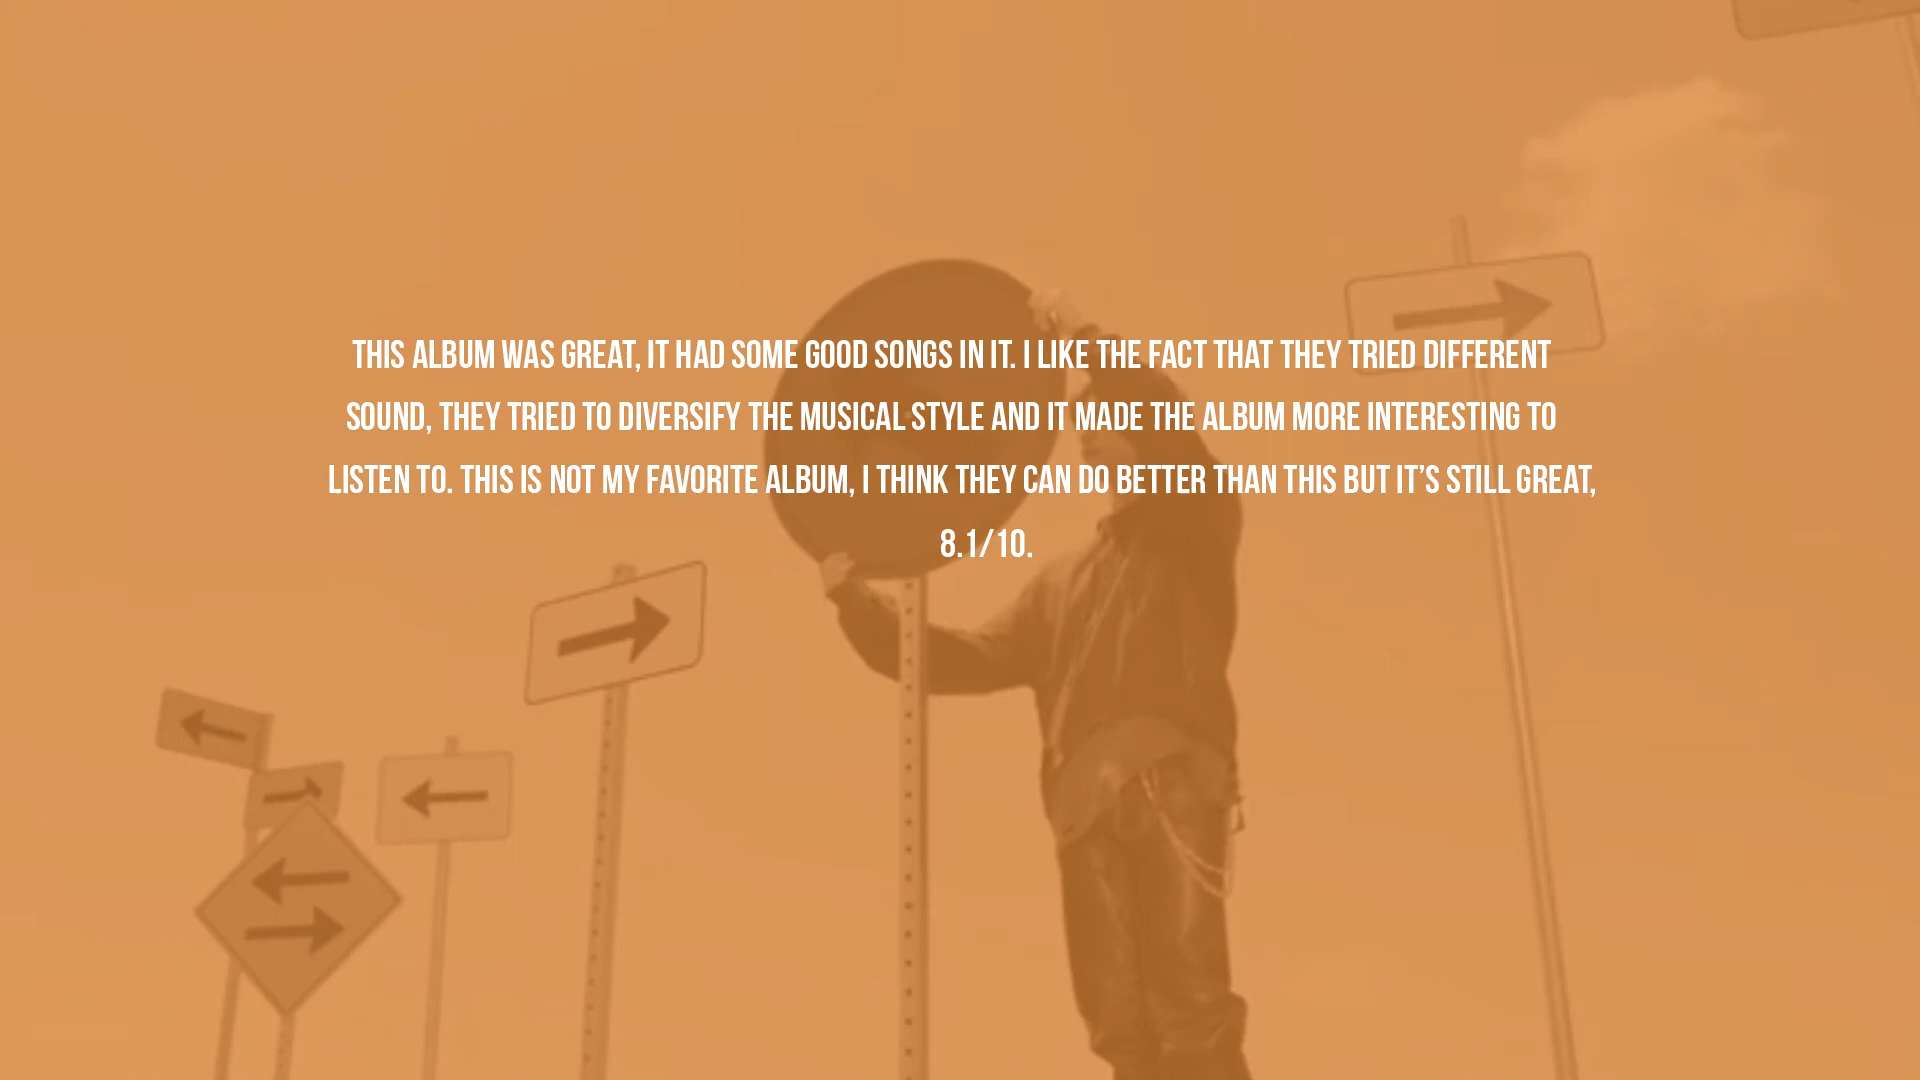 THIS ALBUM WAS GREAT, IT HAD SOME GOOD SONGS IN IT. I LIKE THE FACT THAT THEY TRIED DIFFERENT
SOUND, THEY TRIED TO DIVERSIFY THE MUSICAL STYLE AND IT MADE THE ALBUM MORE INTERESTING TO
LISTEN TO. THIS IS NOT MY FAVORITE ALBUM, I THINK THEY CAN DO BETTER THAN THIS BUT IT’S STILL GREAT,
8.1/10.